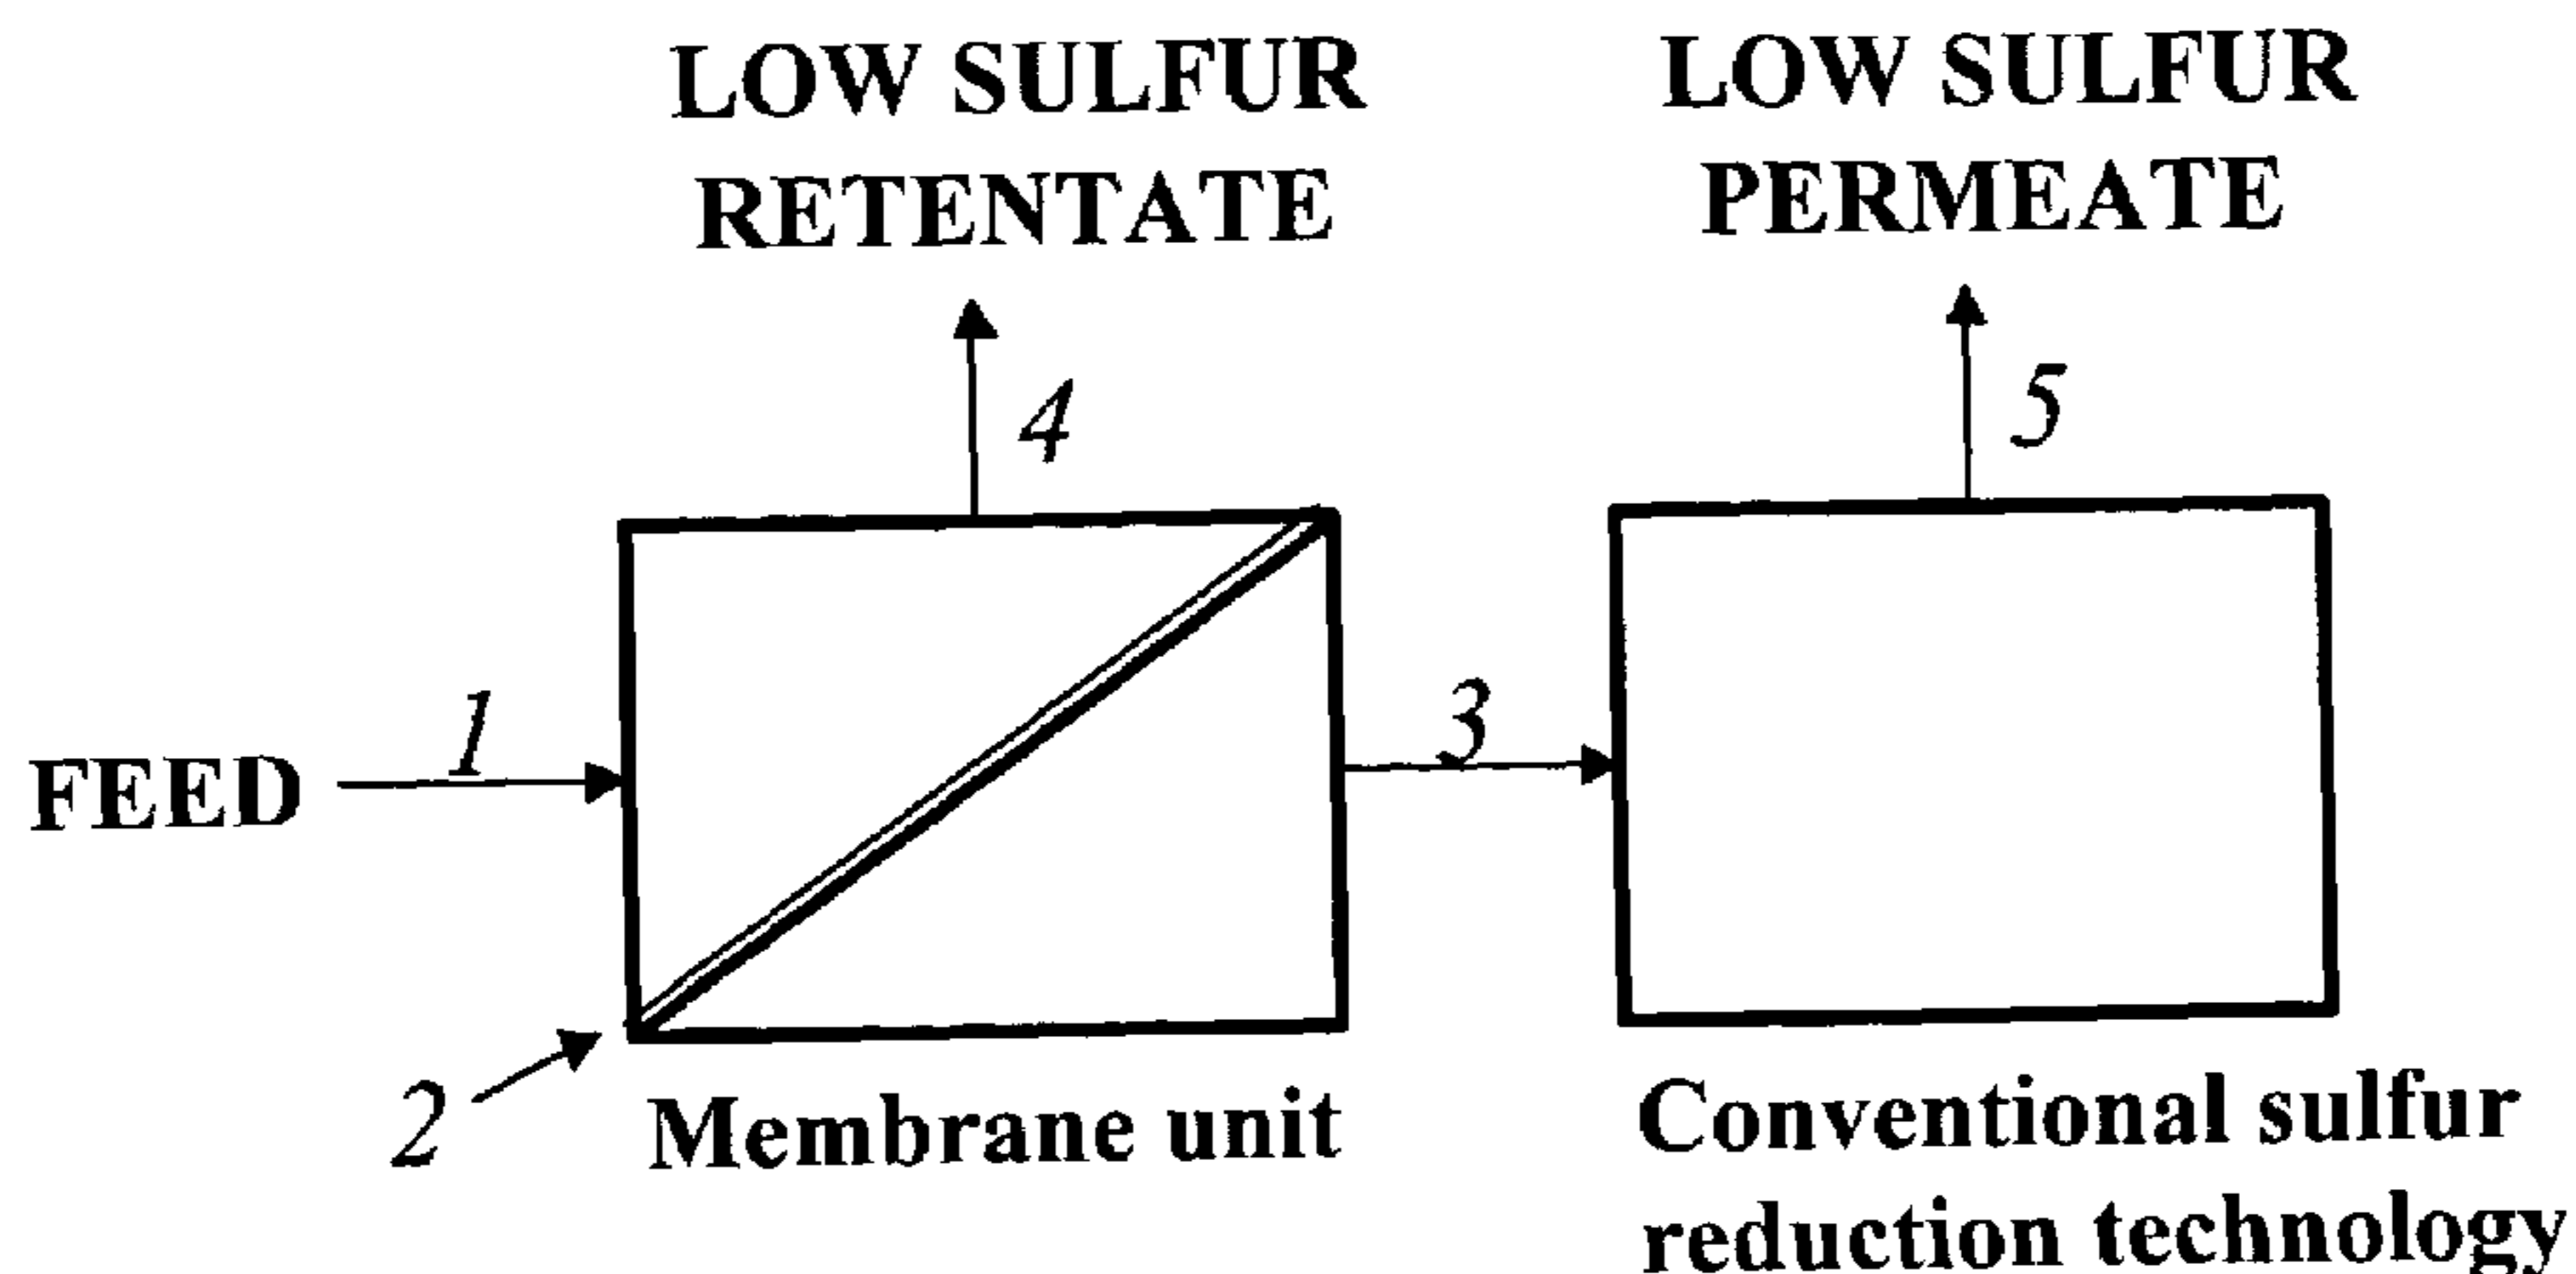 LOW SULFUR
RETENTATE
LOW SULFUR
PERMEATE
4
5
FEED
1
3
2
Membrane unit
Conventional sulfur
reduction technology